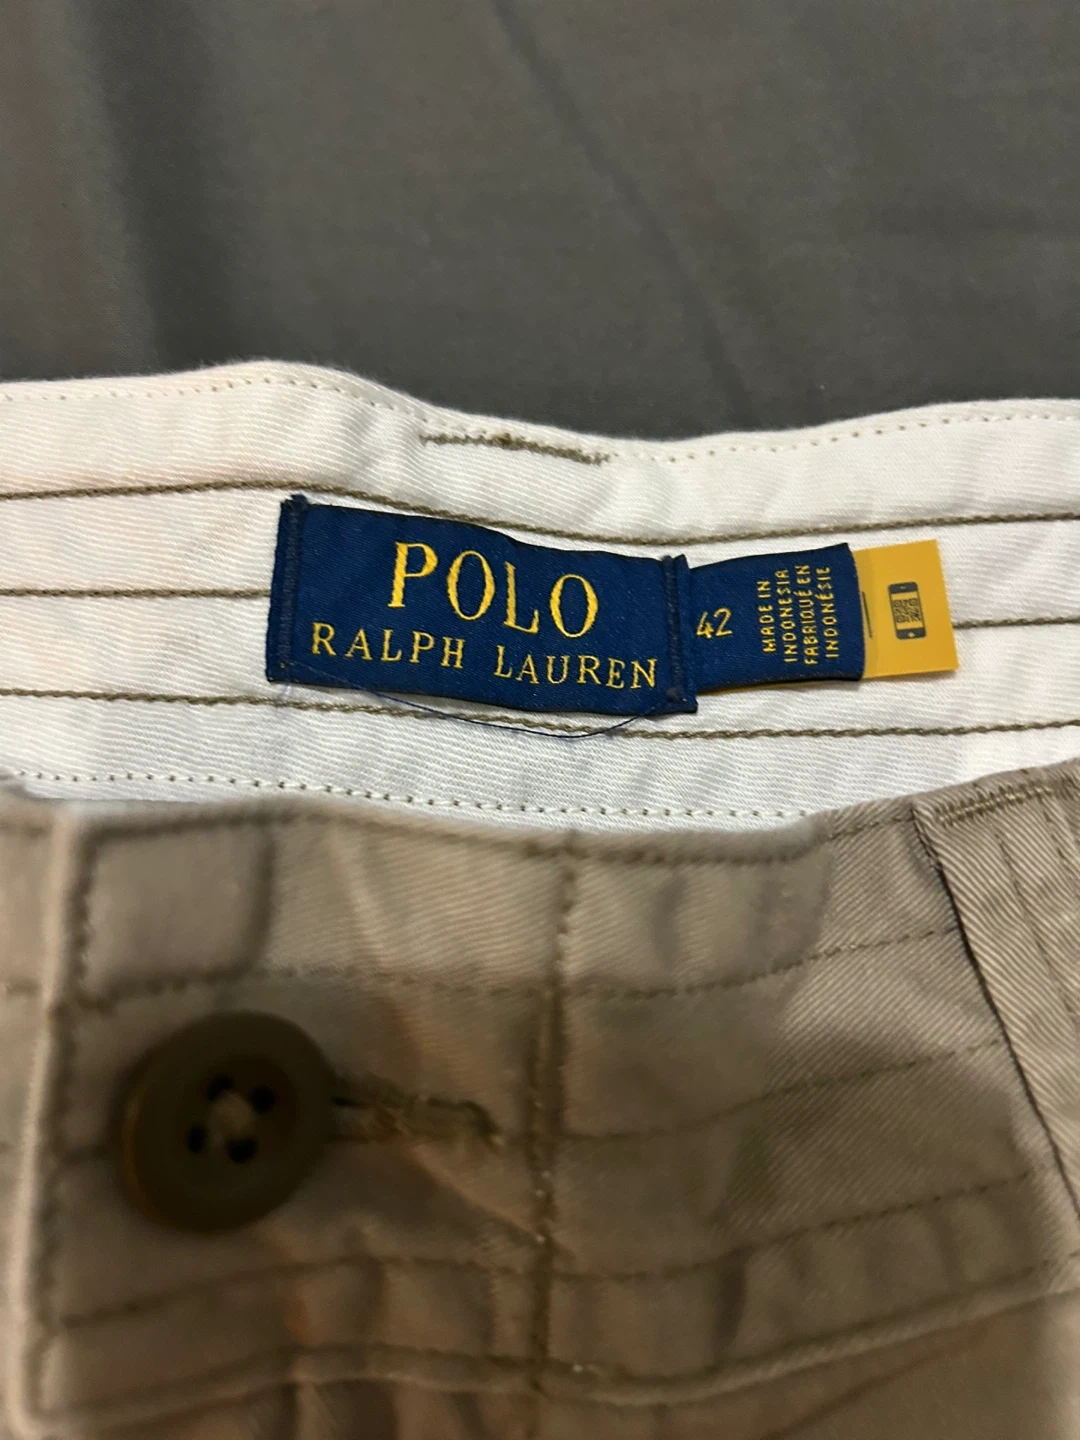 POLO
RALPH LAUREN
42
MADE IN
INDONESIA
FABRIQUÉ EN
INDONÉSIE